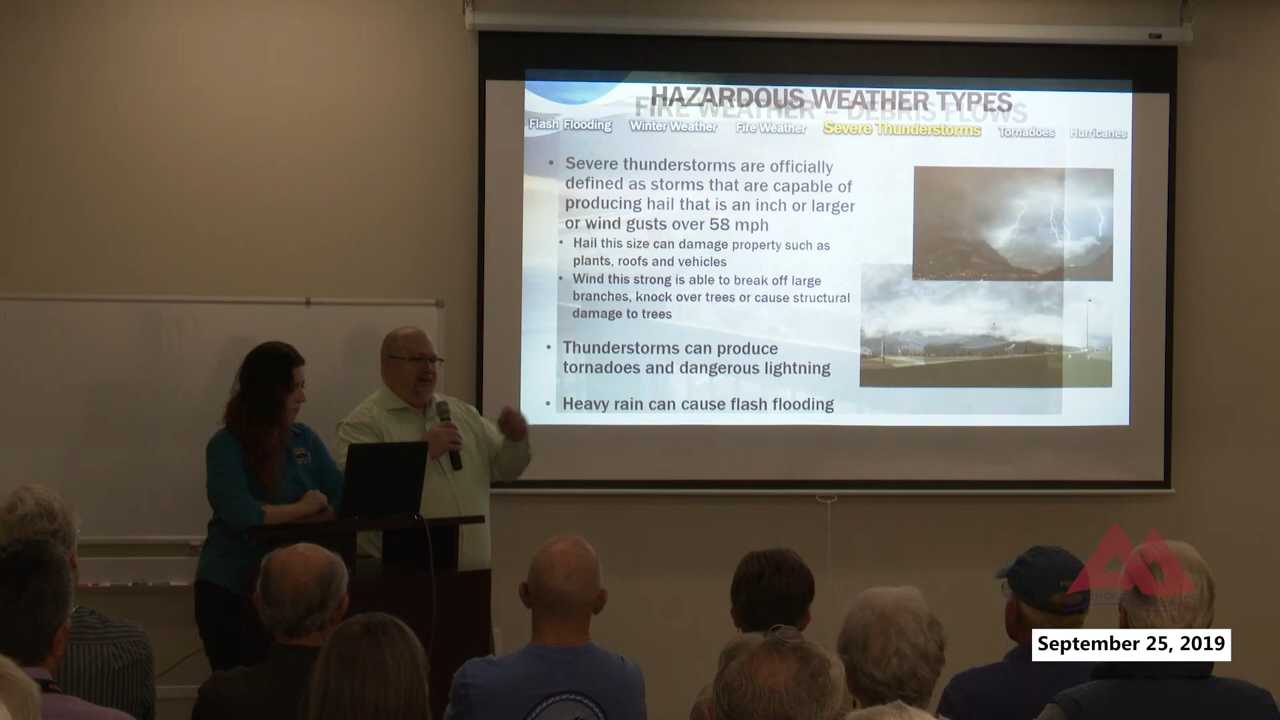 HAZARDOUS WEATHER TYPES
FIRE WEATHER – DEBRIS FLOWS
Flash Flooding Winter Weather Fire Weather Severe Thunderstorms Tornadoes Hurricanes
• Severe thunderstorms are officially
defined as storms that are capable of
producing hail that is an inch or larger
or wind gusts over 58 mph
• Hail this size can damage property such as
plants, roofs and vehicles
• Wind this strong is able to break off large
branches, knock over trees or cause structural
damage to trees
• Thunderstorms can produce
tornadoes and dangerous lightning
• Heavy rain can cause flash flooding
September 25, 2019